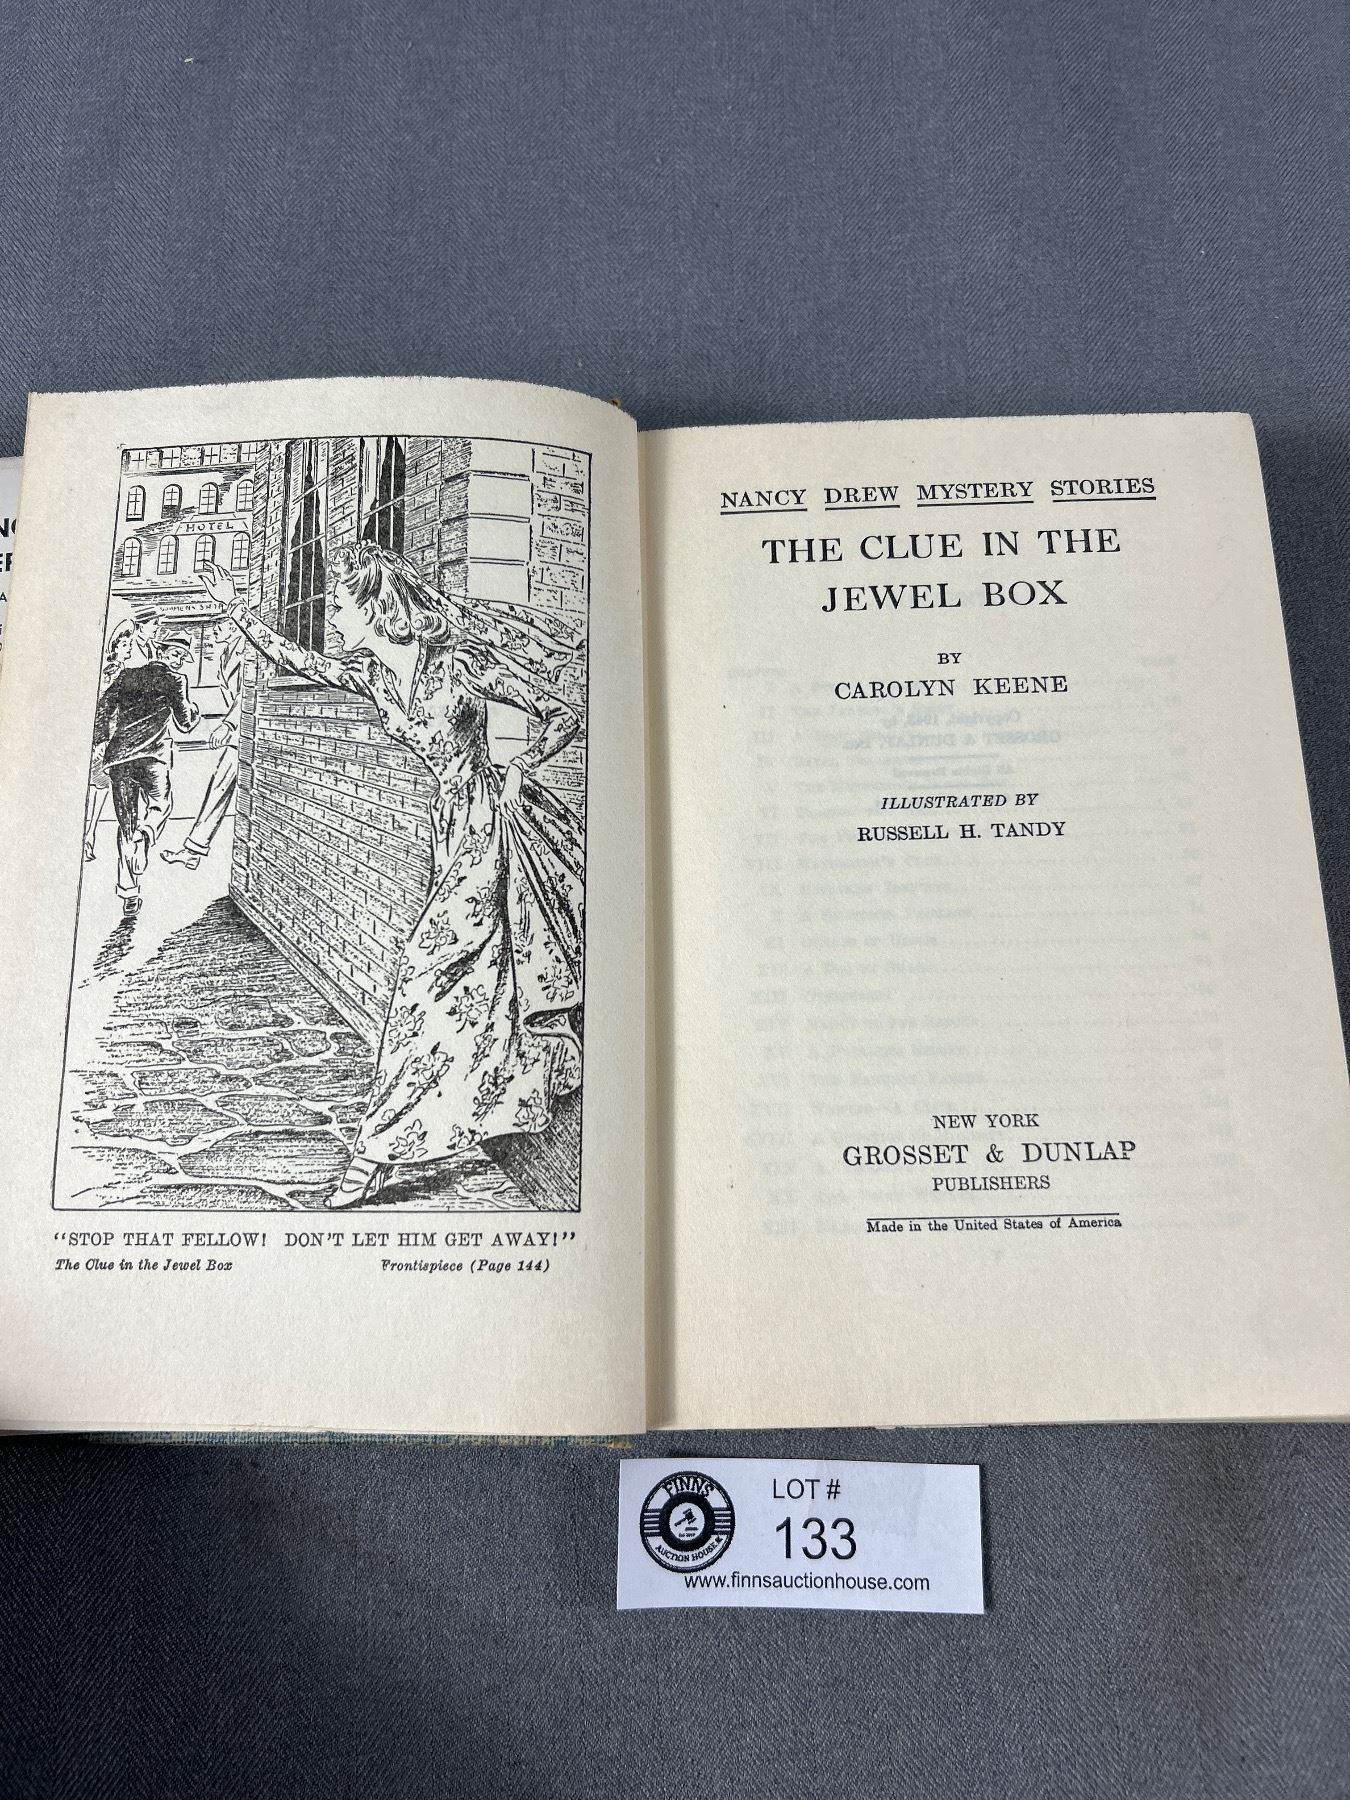 HOTEL
"STOP THAT FELLOW! DON'T LET HIM GET AWAY!"
The Clue in the Jewel Box Frontispiece (Page 144)
NANCY DREW MYSTERY STORIES
THE CLUE IN THE
JEWEL BOX
BY
CAROLYN KEENE
ILLUSTRATED BY
RUSSELL H. TANDY
NEW YORK
GROSSET & DUNLAP
PUBLISHERS
Made in the United States of America
FINNS
AUCTION HOUSE
LOT #
133
www.finnsauctionhouse.com